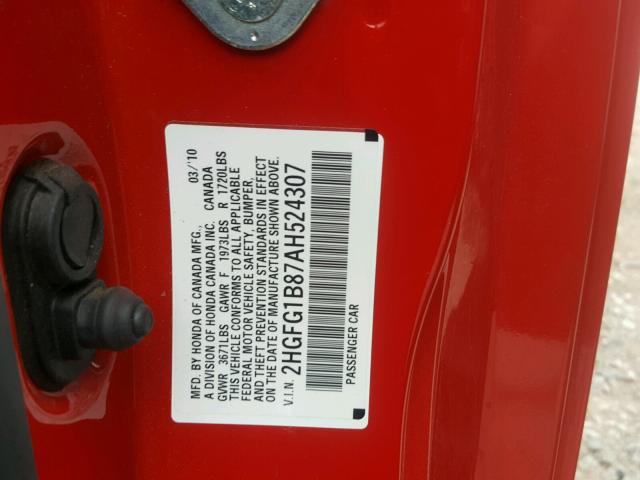 MFD. BY HONDA OF CANADA MFG., 03/10
A DIVISION OF HONDA CANADA INC. CANADA
GVWR 3671LBS GAWR F 1973LBS R 1720LBS
THIS VEHICLE CONFORMS TO ALL APPLICABLE
FEDERAL MOTOR VEHICLE SAFETY, BUMPER,
AND THEFT PREVENTION STANDARDS IN EFFECT
ON THE DATE OF MANUFACTURE SHOWN ABOVE.
V.I.N. 2HGFG1B87AH524307
PASSENGER CAR